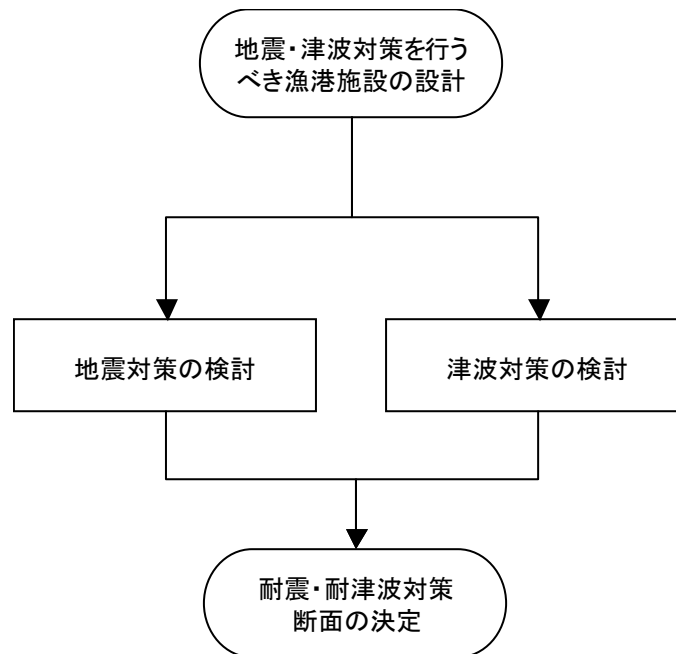 地震・津波対策を行う
べき漁港施設の設計
地震対策の検討
津波対策の検討
耐震・耐津波対策
断面の決定